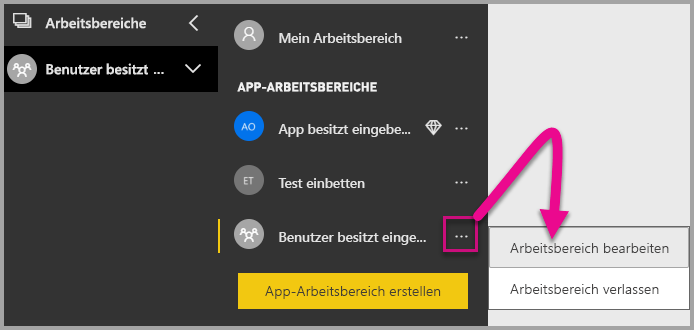 Arbeitsbereiche
Benutzer besitzt ...
Mein Arbeitsbereich ...
APP-ARBEITSBEREICHE
AO App besitzt eingebe... ...
ET Test einbetten ...
Benutzer besitzt einge... ...
App-Arbeitsbereich erstellen
Arbeitsbereich bearbeiten
Arbeitsbereich verlassen